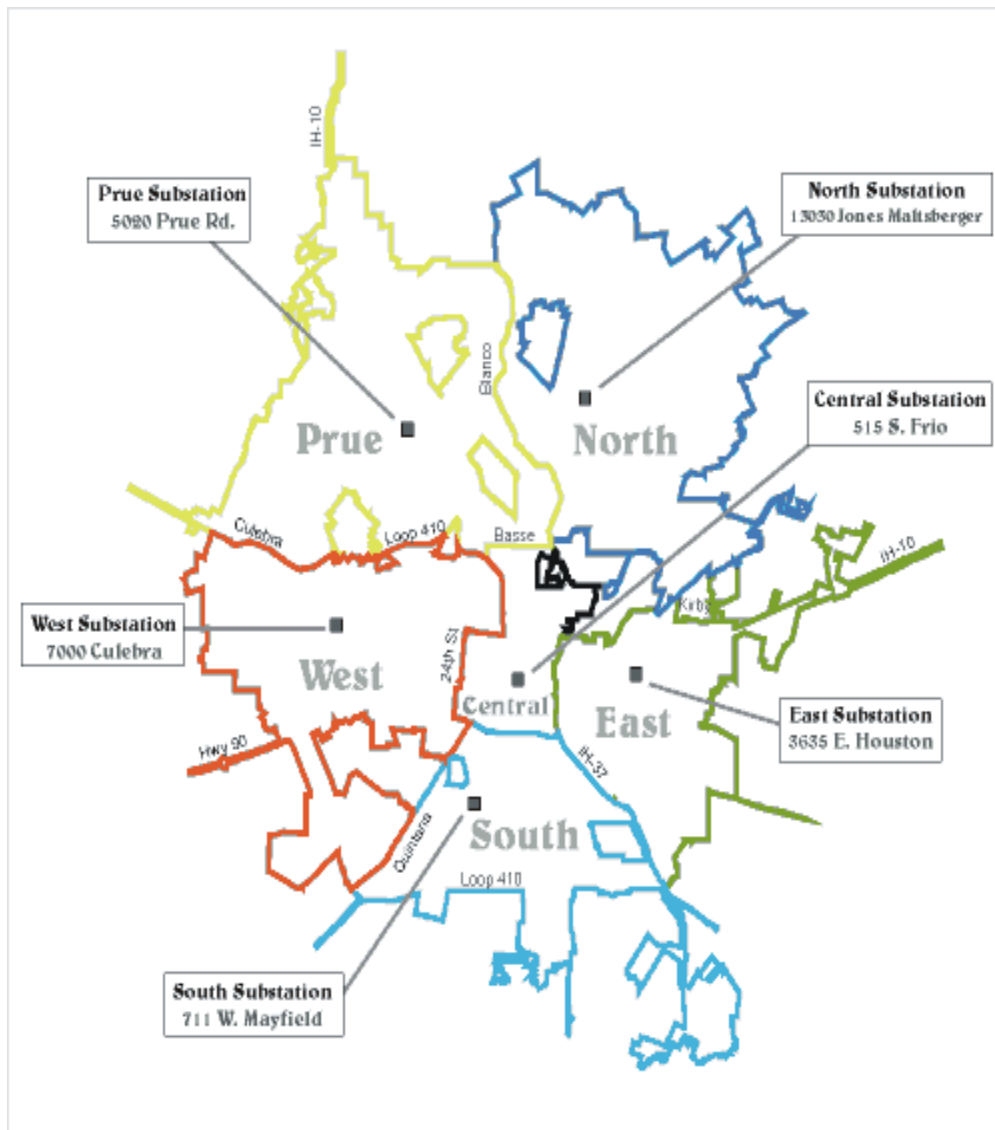 IH-10
Prue Substation
5020 Prue Rd.
North Substation
13030 Jones Maltsberger
Blanco
Central Substation
515 S. Frio
Prue
North
Culebra
Loop 410
Basse
IH-10
Kirby
West Substation
7000 Culebra
24th St
West
Central
East
East Substation
3635 E. Houston
Hwy 90
IH-37
Quintana
South
Loop 410
South Substation
711 W. Mayfield